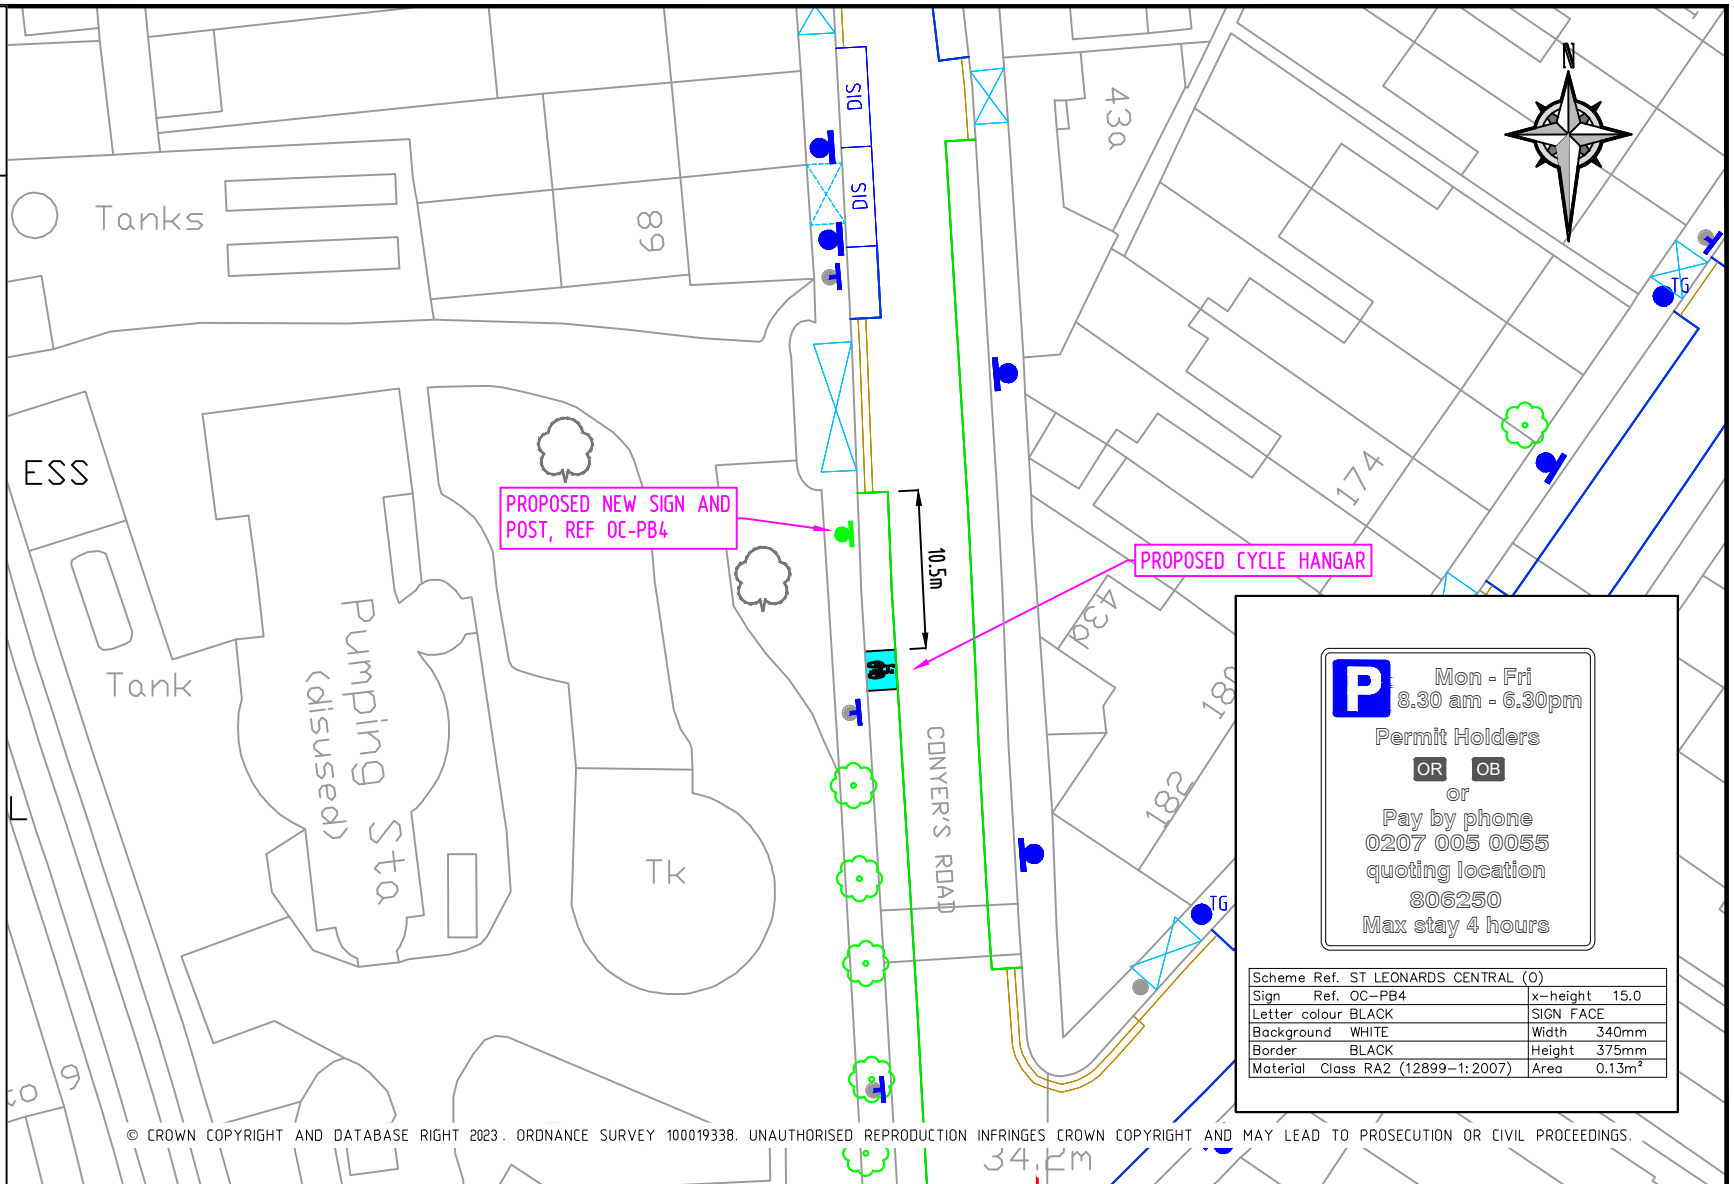 N
DIS
DIS
43a
Tanks
89
TG
ESS
174
PROPOSED NEW SIGN AND
POST, REF OC-PB4
10.5m
PROPOSED CYCLE HANGAR
43d
Tank
Pumping Sta
(disused)
180
182
CONYER'S ROAD
Tk
TG
P
Mon - Fri
8.30 am - 6.30pm
Permit Holders
OR OB
or
Pay by phone
0207 005 0055
quoting location
806250
Max stay 4 hours
Scheme Ref. ST LEONARDS CENTRAL (O)
Sign Ref. OC-PB4 x-height 15.0
Letter colour BLACK SIGN FACE
Background WHITE Width 340mm
Border BLACK Height 375mm
Material Class RA2 (12899-1:2007) Area 0.13m²
to 9
© CROWN COPYRIGHT AND DATABASE RIGHT 2023. ORDNANCE SURVEY 100019338. UNAUTHORISED REPRODUCTION INFRINGES CROWN COPYRIGHT AND MAY LEAD TO PROSECUTION OR CIVIL PROCEEDINGS.
34.2m